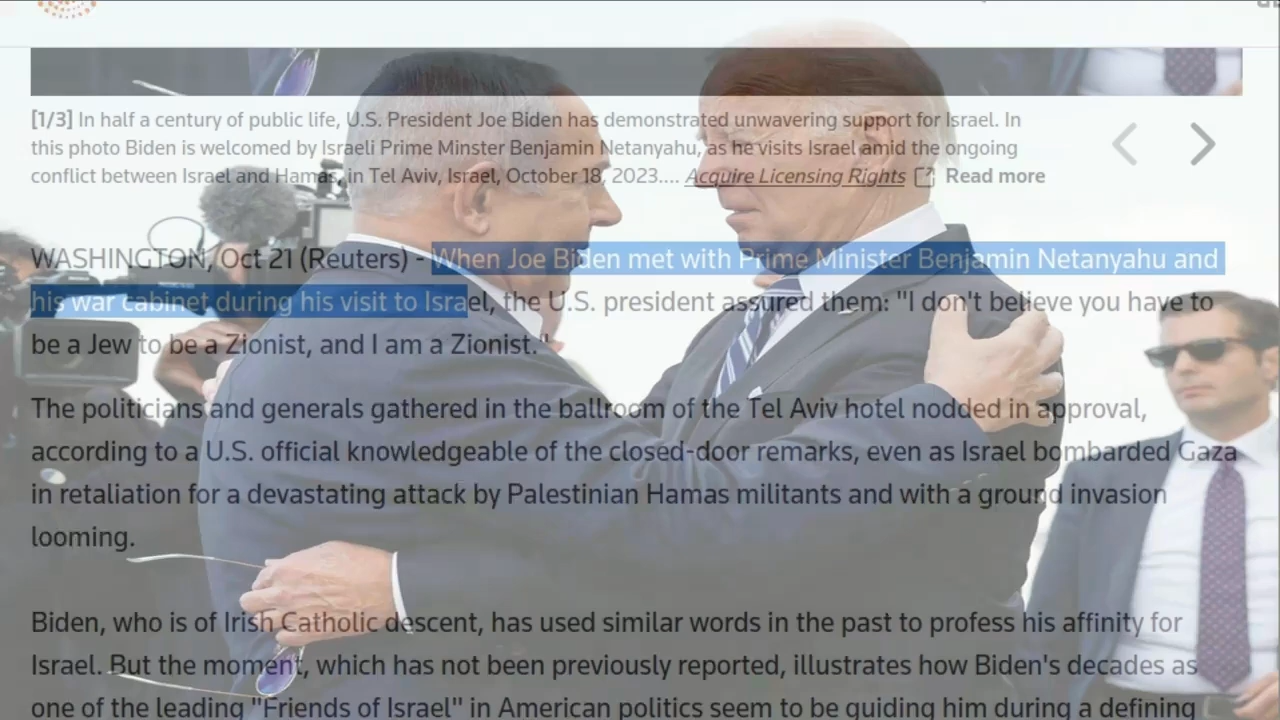 [1/3] In half a century of public life, U.S. President Joe Biden has demonstrated unwavering support for Israel. In
this photo Biden is welcomed by Israeli Prime Minster Benjamin Netanyahu, as he visits Israel amid the ongoing
conflict between Israel and Hamas, in Tel Aviv, Israel, October 18, 2023.... Acquire Licensing Rights Read more
WASHINGTON, Oct 21 (Reuters) - When Joe Biden met with Prime Minister Benjamin Netanyahu and
his war cabinet during his visit to Israel, the U.S. president assured them: "I don't believe you have to
be a Jew to be a Zionist, and I am a Zionist."
The politicians and generals gathered in the ballroom of the Tel Aviv hotel nodded in approval,
according to a U.S. official knowledgeable of the closed-door remarks, even as Israel bombarded Gaza
in retaliation for a devastating attack by Palestinian Hamas militants and with a ground invasion
looming.
Biden, who is of Irish Catholic descent, has used similar words in the past to profess his affinity for
Israel. But the moment, which has not been previously reported, illustrates how Biden's decades as
one of the leading "Friends of Israel" in American politics seem to be guiding him during a defining